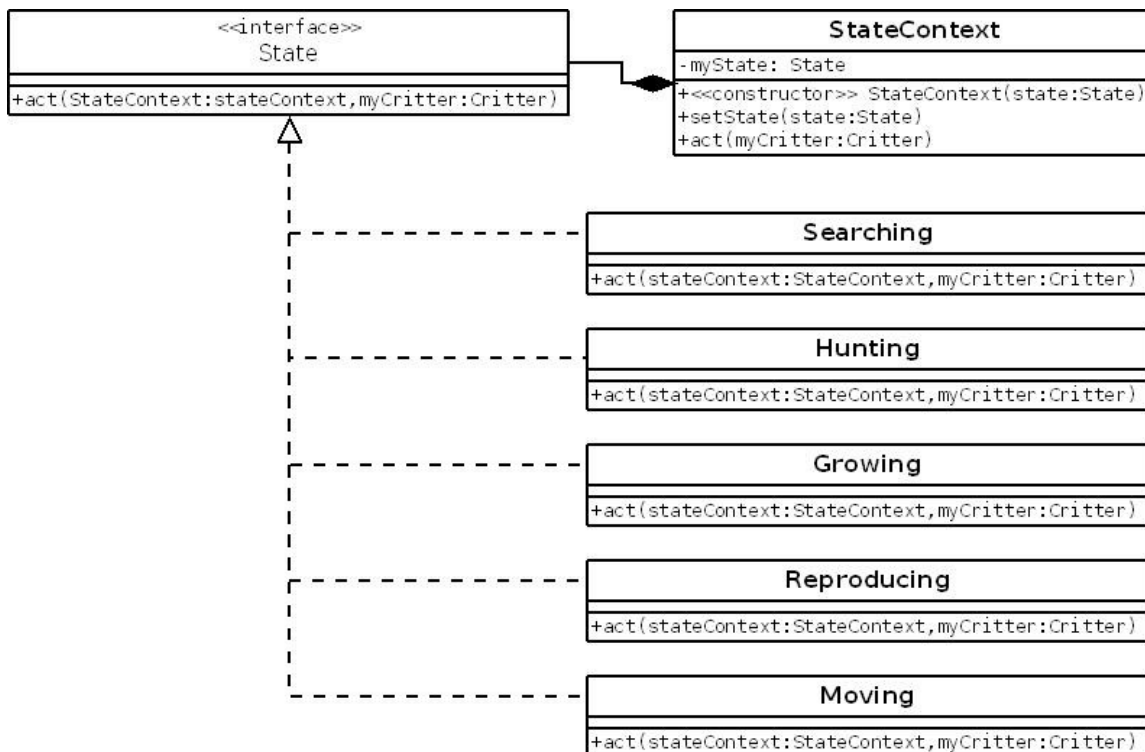 <<interface>>
State
+act(StateContext:stateContext,myCritter:Critter)
StateContext
-myState: State
+<<constructor>> StateContext(state:State)
+setState(state:State)
+act(myCritter:Critter)
Searching
+act(stateContext:StateContext,myCritter:Critter)
Hunting
+act(stateContext:StateContext,myCritter:Critter)
Growing
+act(stateContext:StateContext,myCritter:Critter)
Reproducing
+act(stateContext:StateContext,myCritter:Critter)
Moving
+act(stateContext:StateContext,myCritter:Critter)